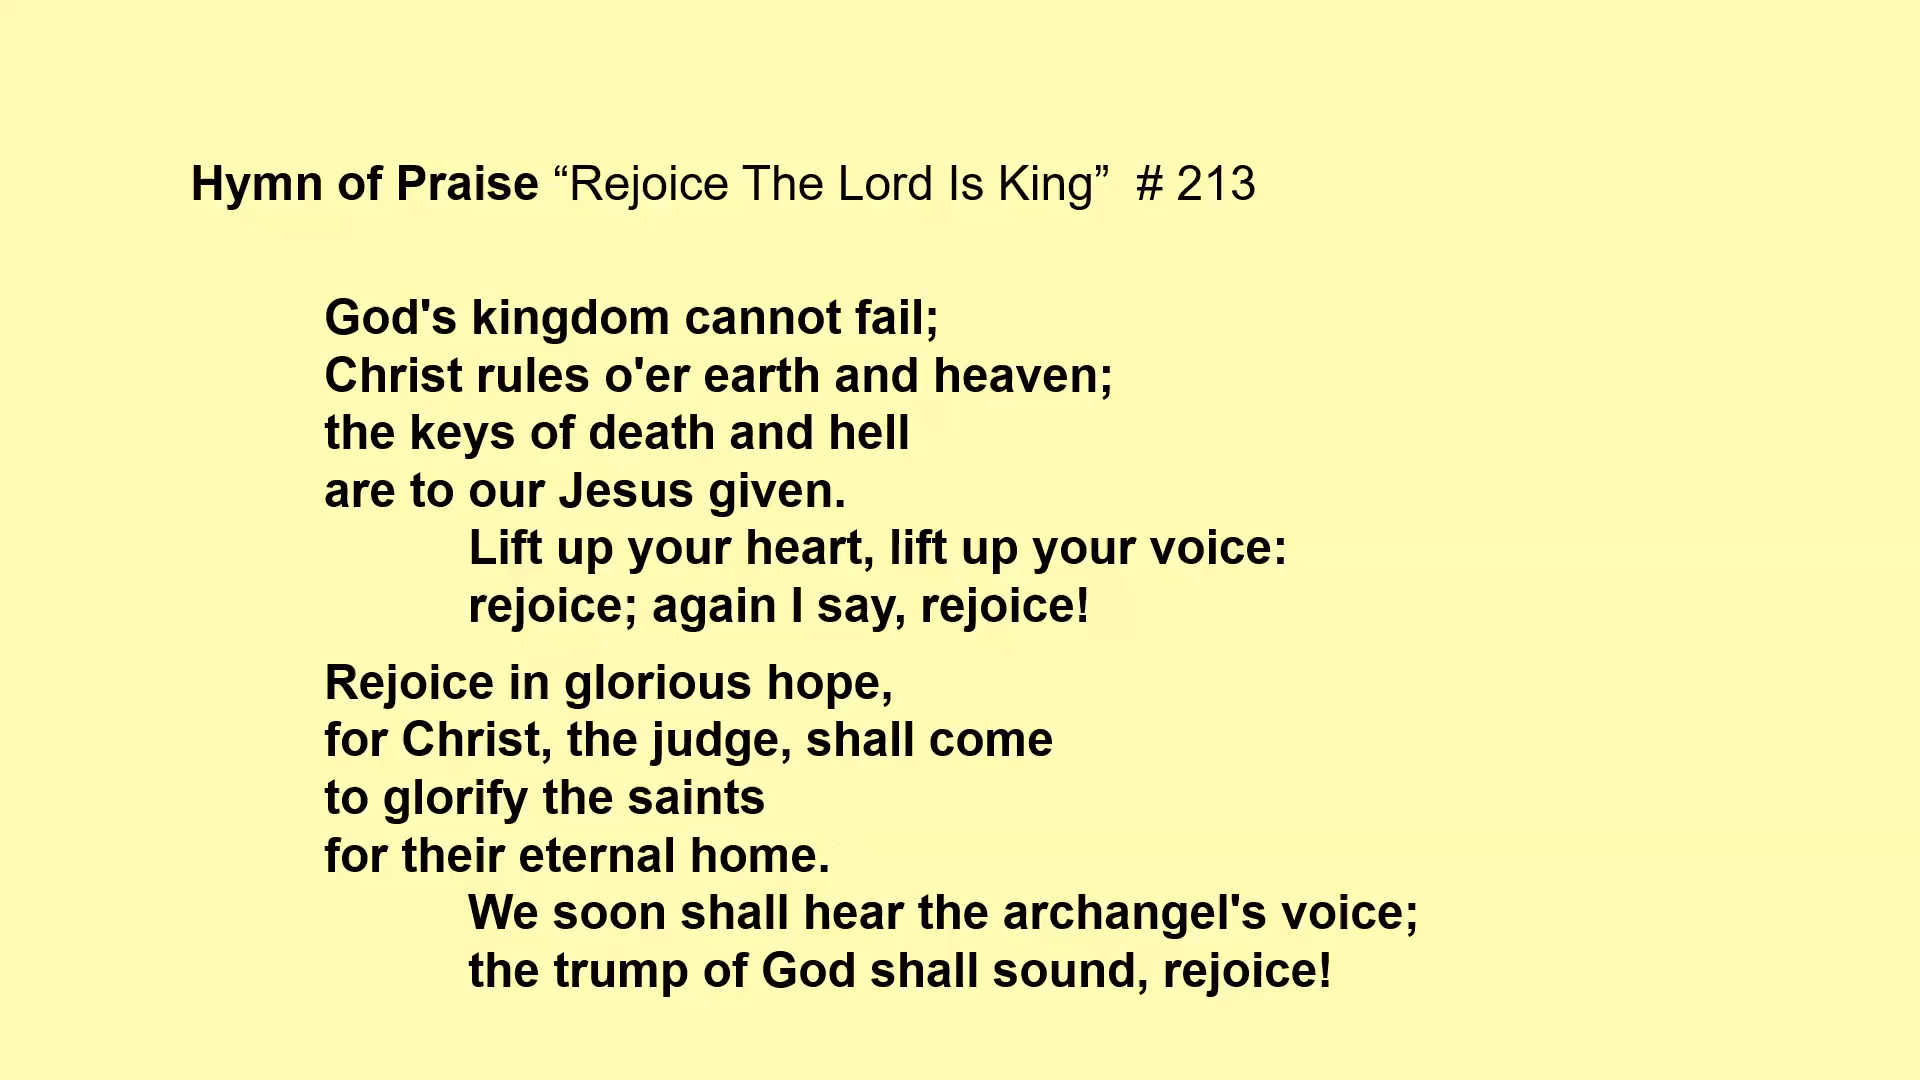 Hymn of Praise “Rejoice The Lord Is King”  # 213
God's kingdom cannot fail;
Christ rules o'er earth and heaven;
the keys of death and hell
are to our Jesus given.
Lift up your heart, lift up your voice:
rejoice; again I say, rejoice!
Rejoice in glorious hope,
for Christ, the judge, shall come
to glorify the saints
for their eternal home.
We soon shall hear the archangel's voice;
the trump of God shall sound, rejoice!